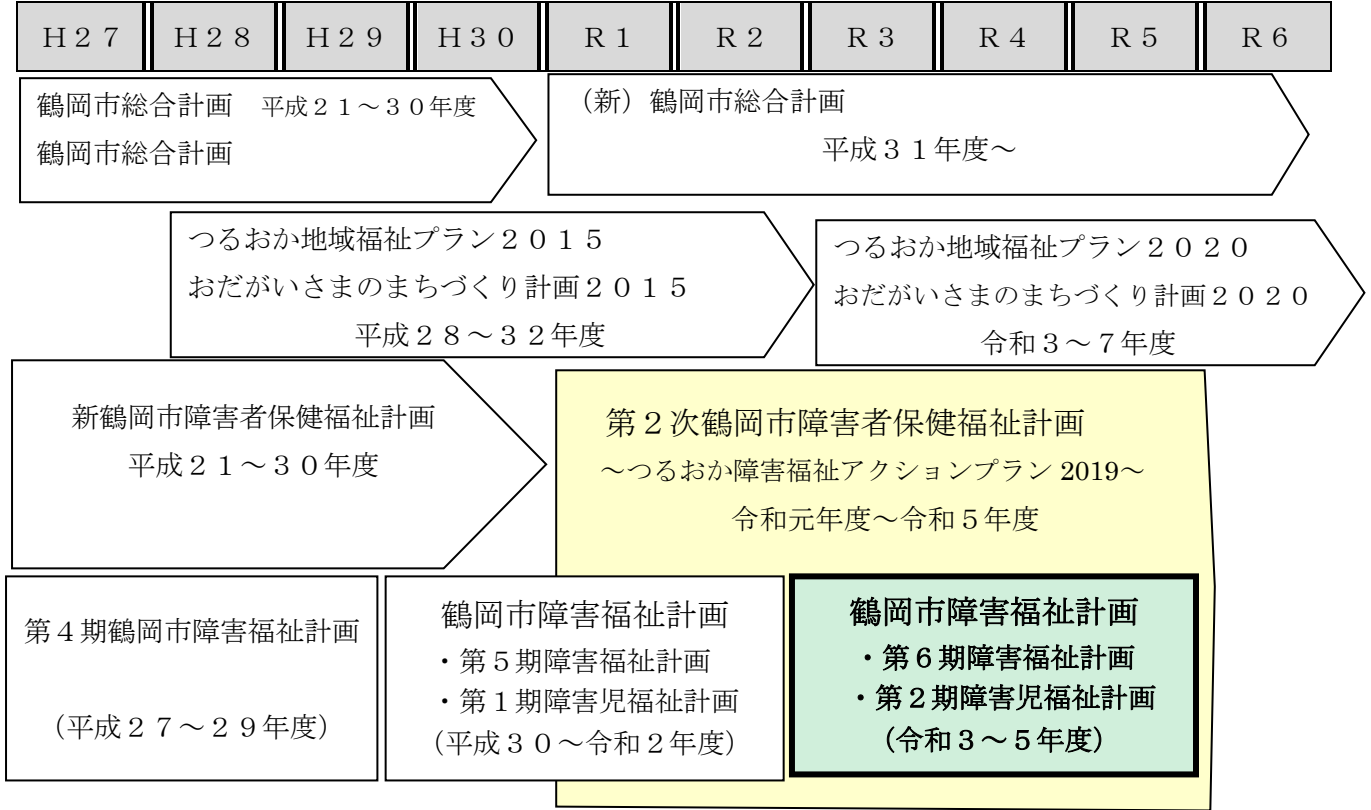 H27 H28 H29 H30 R1 R2 R3 R4 R5 R6
鶴岡市総合計画 平成21～30年度
鶴岡市総合計画
（新）鶴岡市総合計画
平成31年度～
つるおか地域福祉プラン2015
おだがいさまのまちづくり計画2015
平成28～32年度
つるおか地域福祉プラン2020
おだがいさまのまちづくり計画2020
令和3～7年度
新鶴岡市障害者保健福祉計画
平成21～30年度
第2次鶴岡市障害者保健福祉計画
～つるおか障害福祉アクションプラン 2019～
令和元年度～令和5年度
第4期鶴岡市障害福祉計画
（平成27～29年度）
鶴岡市障害福祉計画
・第5期障害福祉計画
・第1期障害児福祉計画
（平成30～令和2年度）
鶴岡市障害福祉計画
・第6期障害福祉計画
・第2期障害児福祉計画
（令和3～5年度）